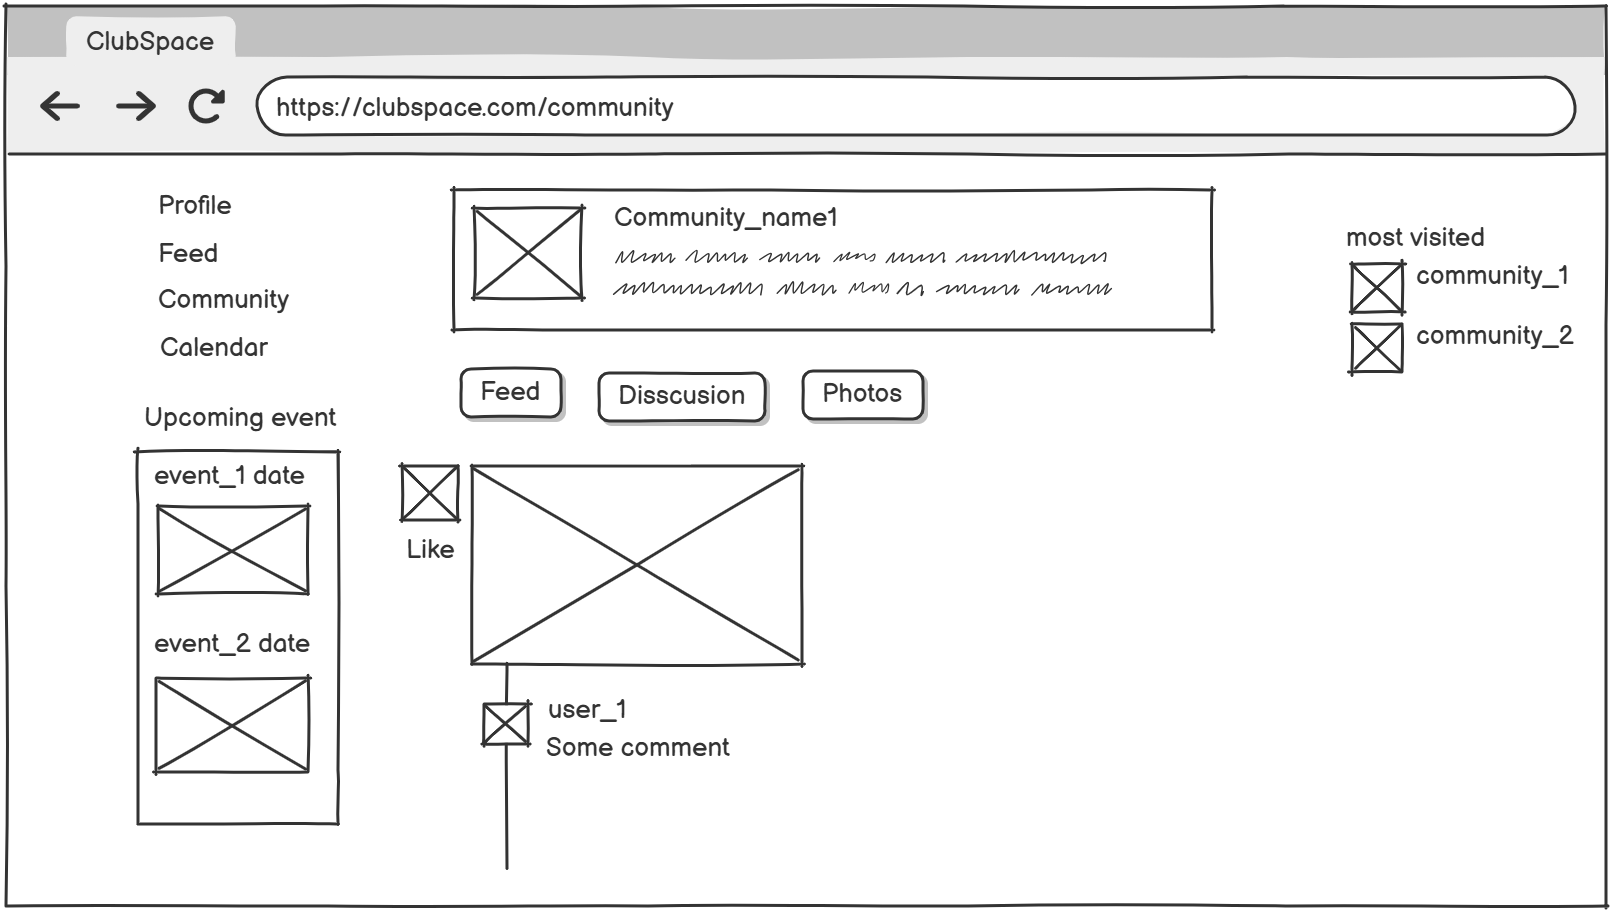 ClubSpace
https://clubspace.com/community
Profile
Feed
Community
Calendar
Upcoming event
event_1 date
event_2 date
Community_name1
Feed
Disscusion
Photos
Like
user_1
Some comment
most visited
community_1
community_2